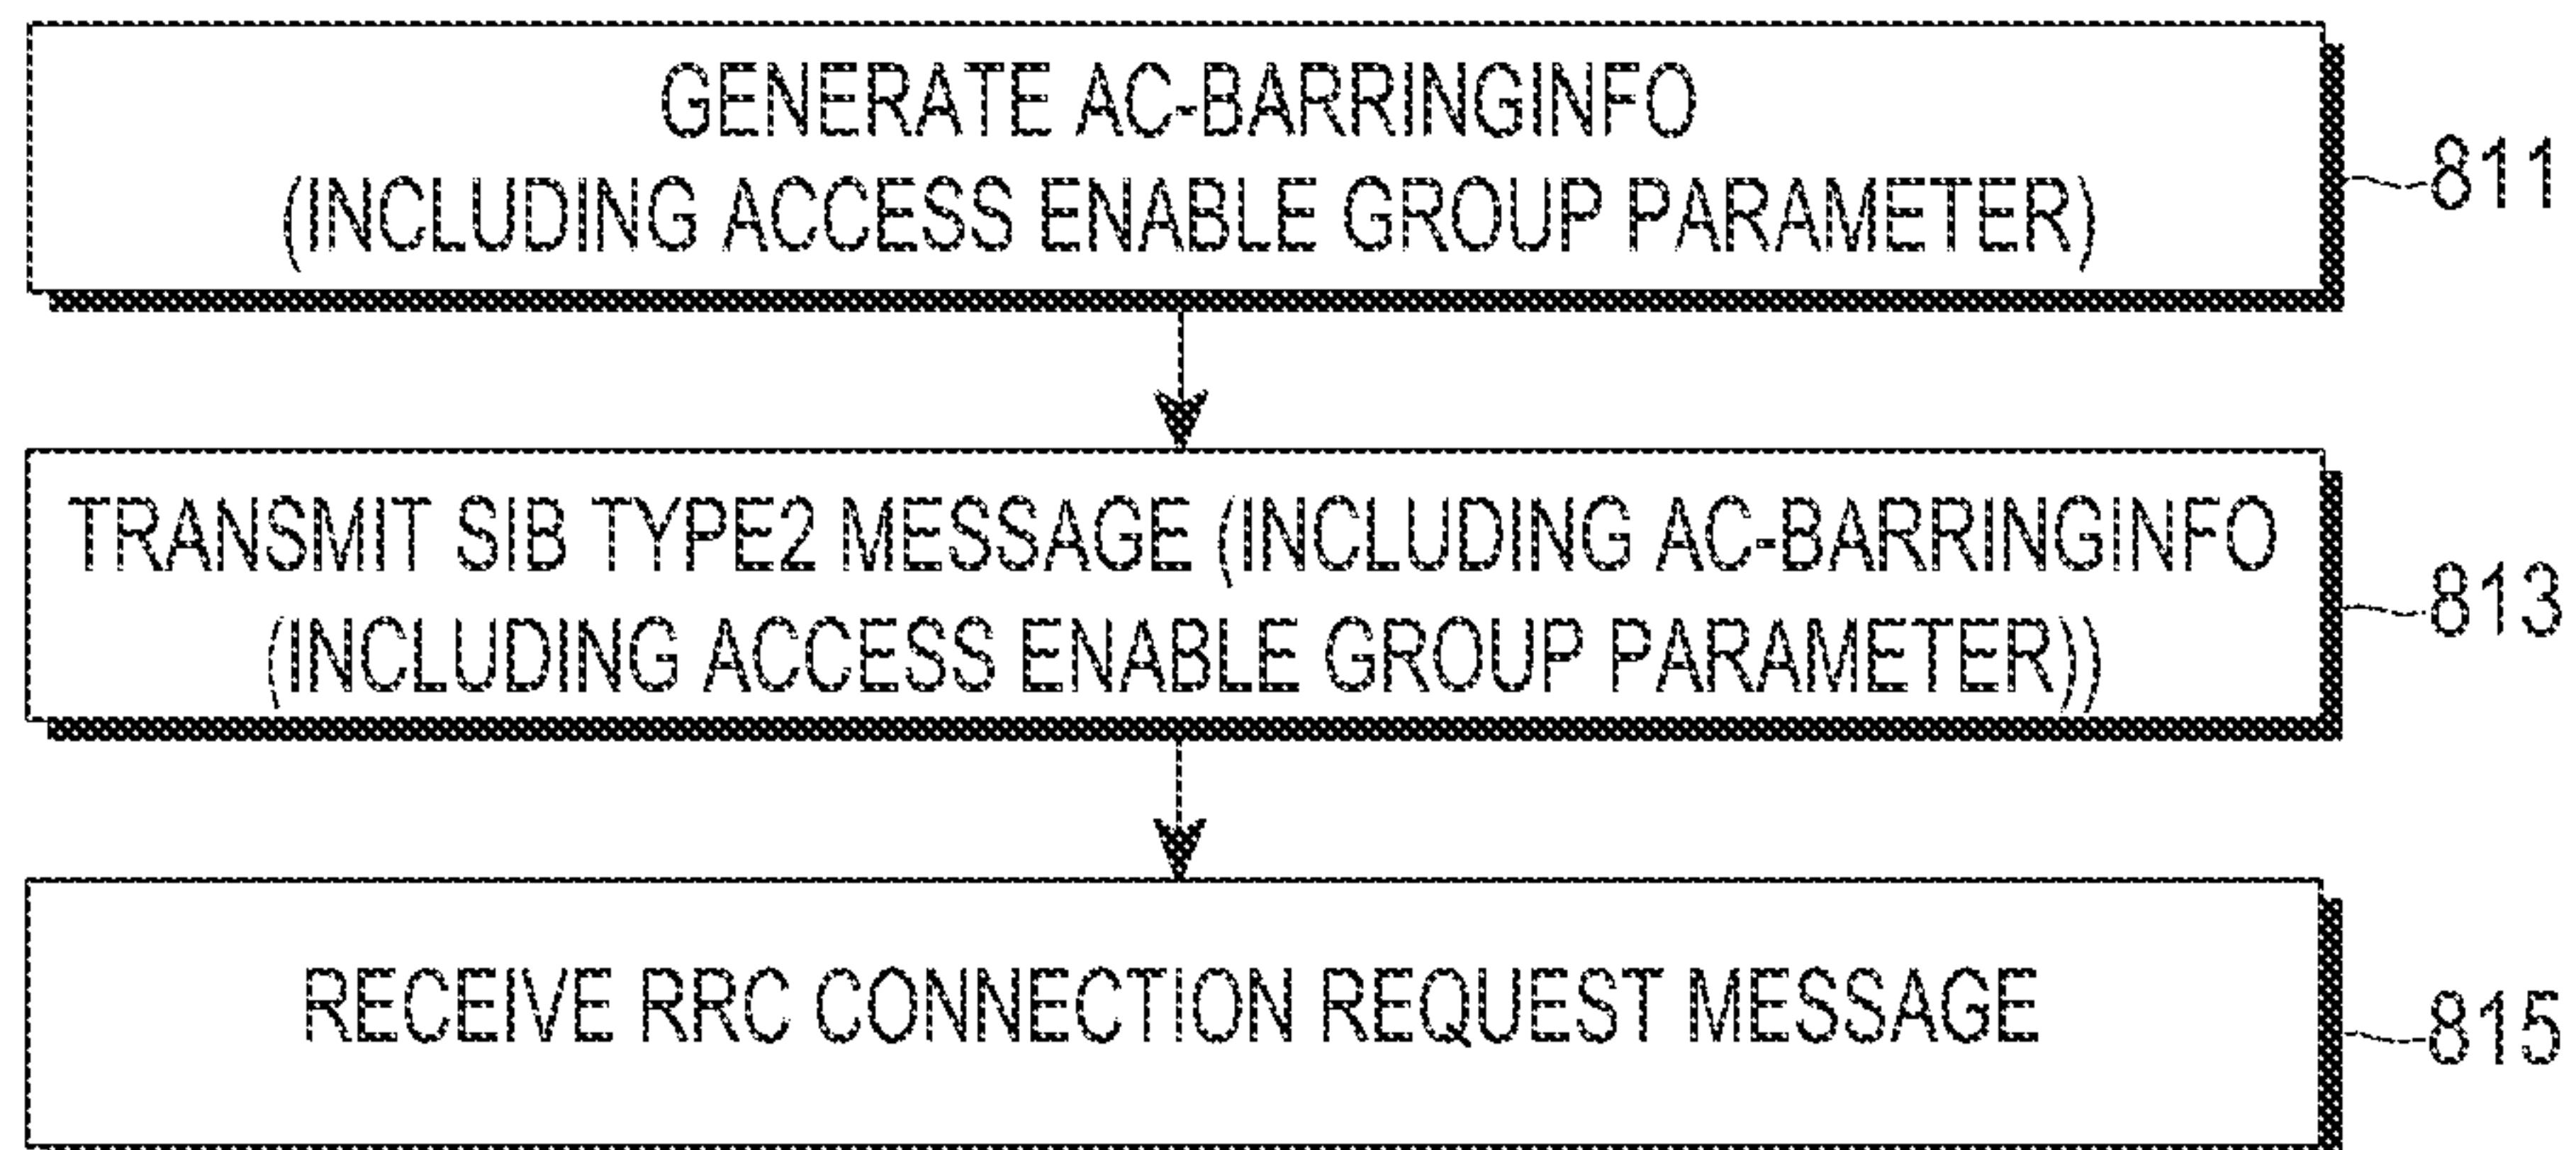 GENERATE AC-BARRINGINFO
(INCLUDING ACCESS ENABLE GROUP PARAMETER)
811
TRANSMIT SIB TYPE2 MESSAGE (INCLUDING AC-BARRINGINFO
(INCLUDING ACCESS ENABLE GROUP PARAMETER))
813
RECEIVE RRC CONNECTION REQUEST MESSAGE
815